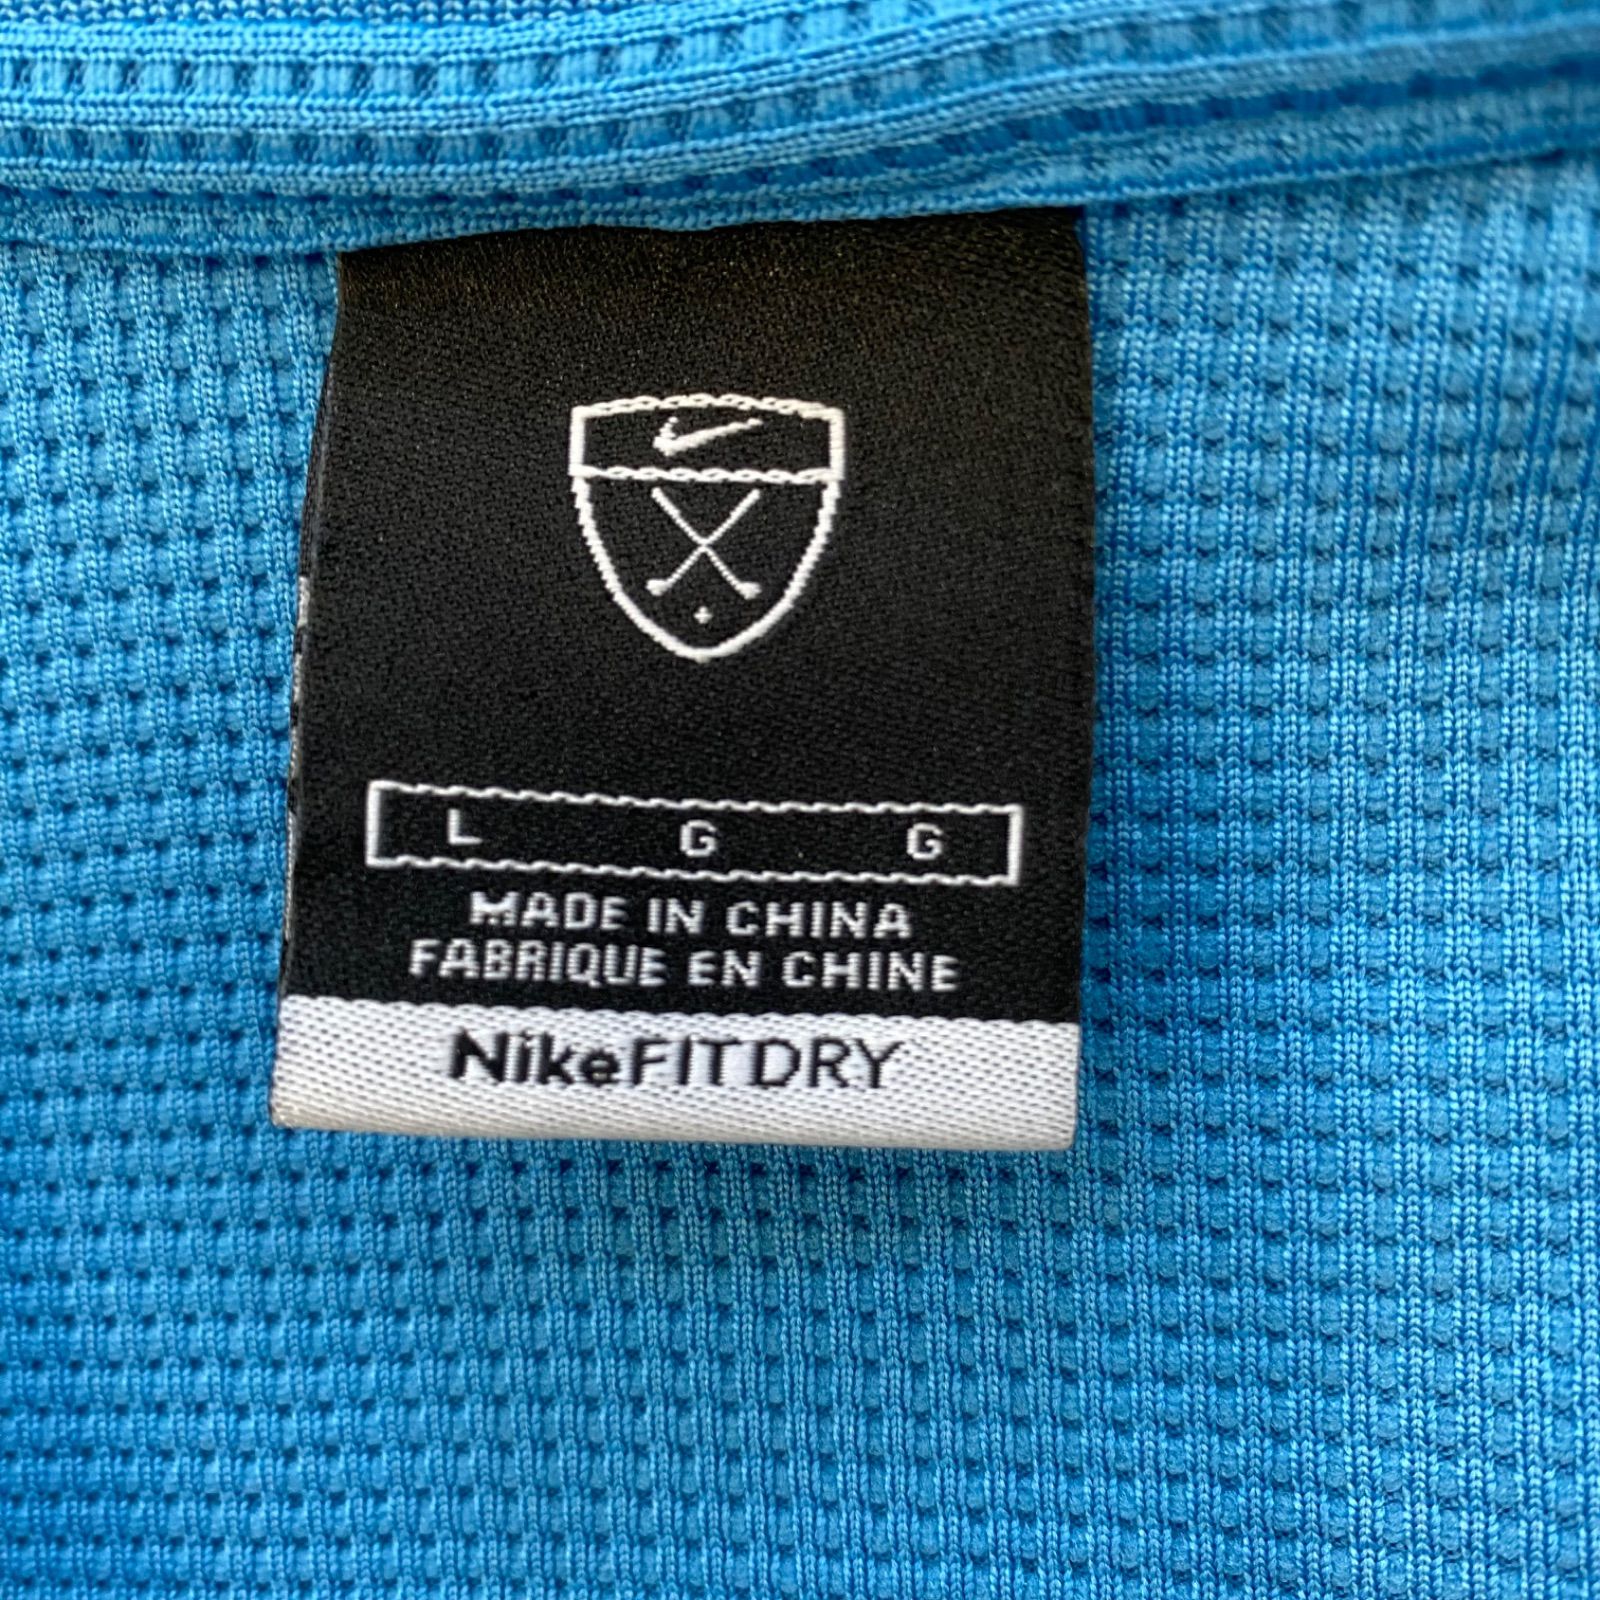 L G G
MADE IN CHINA
FABRIQUE EN CHINE
NikeFITDRY